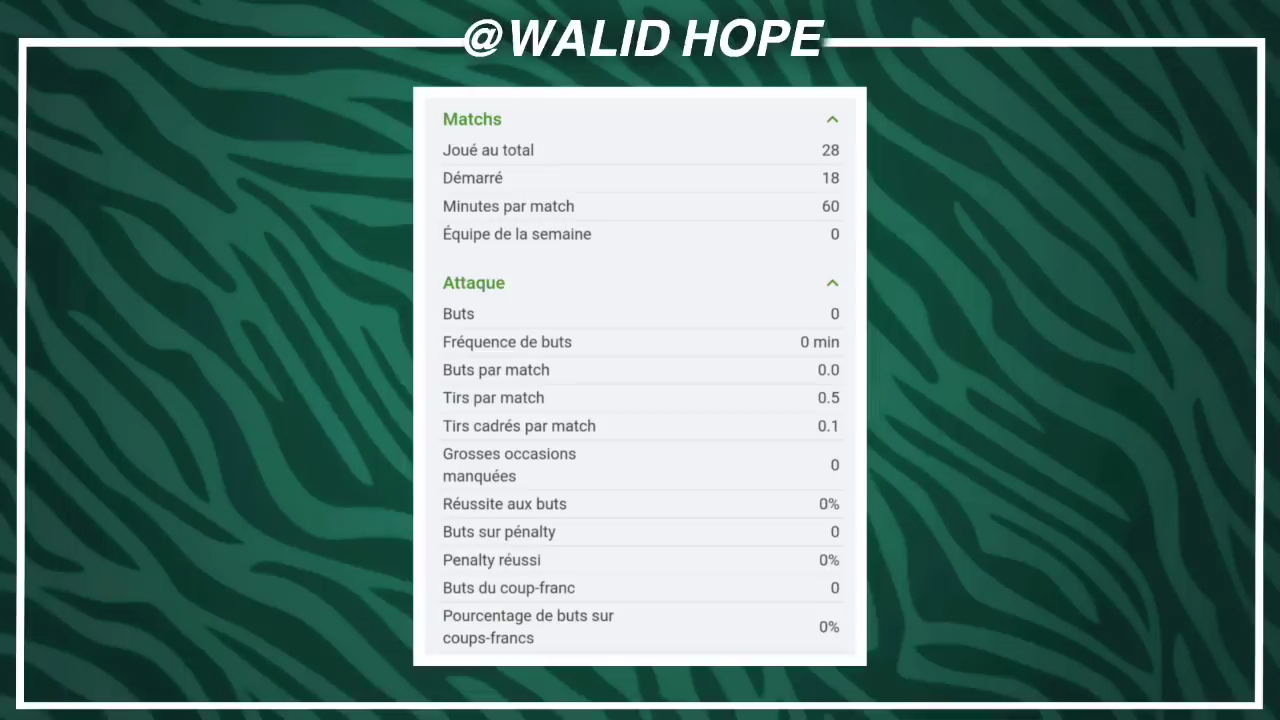 @WALID HOPE
Matchs
Joué au total 28
Démarré 18
Minutes par match 60
Équipe de la semaine 0
Attaque
Buts 0
Fréquence de buts 0 min
Buts par match 0.0
Tirs par match 0.5
Tirs cadrés par match 0.1
Grosses occasions
manquées 0
Réussite aux buts 0%
Buts sur pénalty 0
Penalty réussi 0%
Buts du coup-franc 0
Pourcentage de buts sur
coups-francs 0%